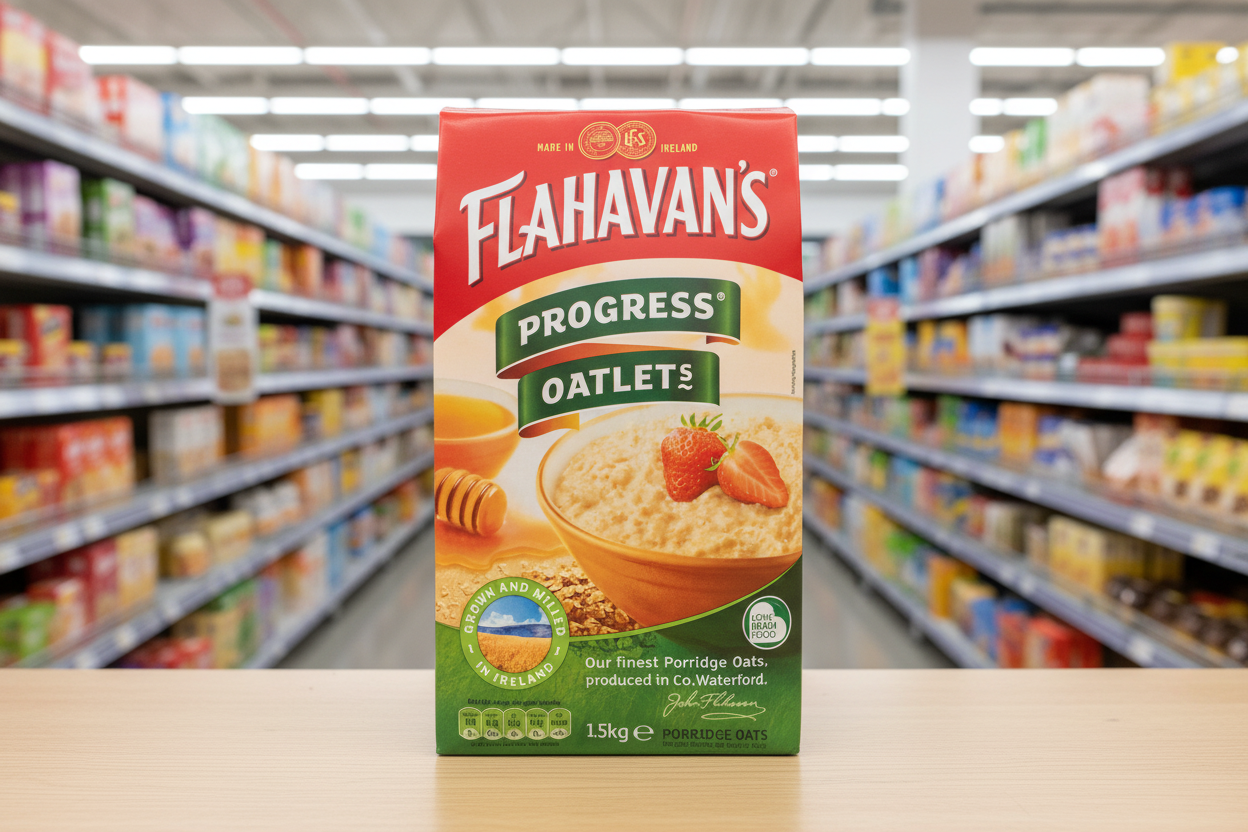 MADE IN IRELAND
FLAHAVAN'S®
PROGRESS®
OATLETS
GROWN AND MILLED
IN IRELAND
Our finest Porridge Oats,
produced in Co.Waterford.
1.5kg e
PORRIDGE OATS